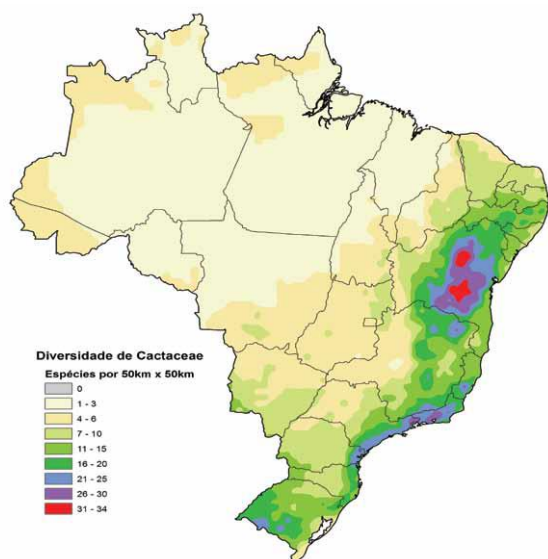 Diversidade de Cactaceae
Espécies por 50km x 50km
0
1 - 3
4 - 6
7 - 10
11 - 15
16 - 20
21 - 25
26 - 30
31 - 34